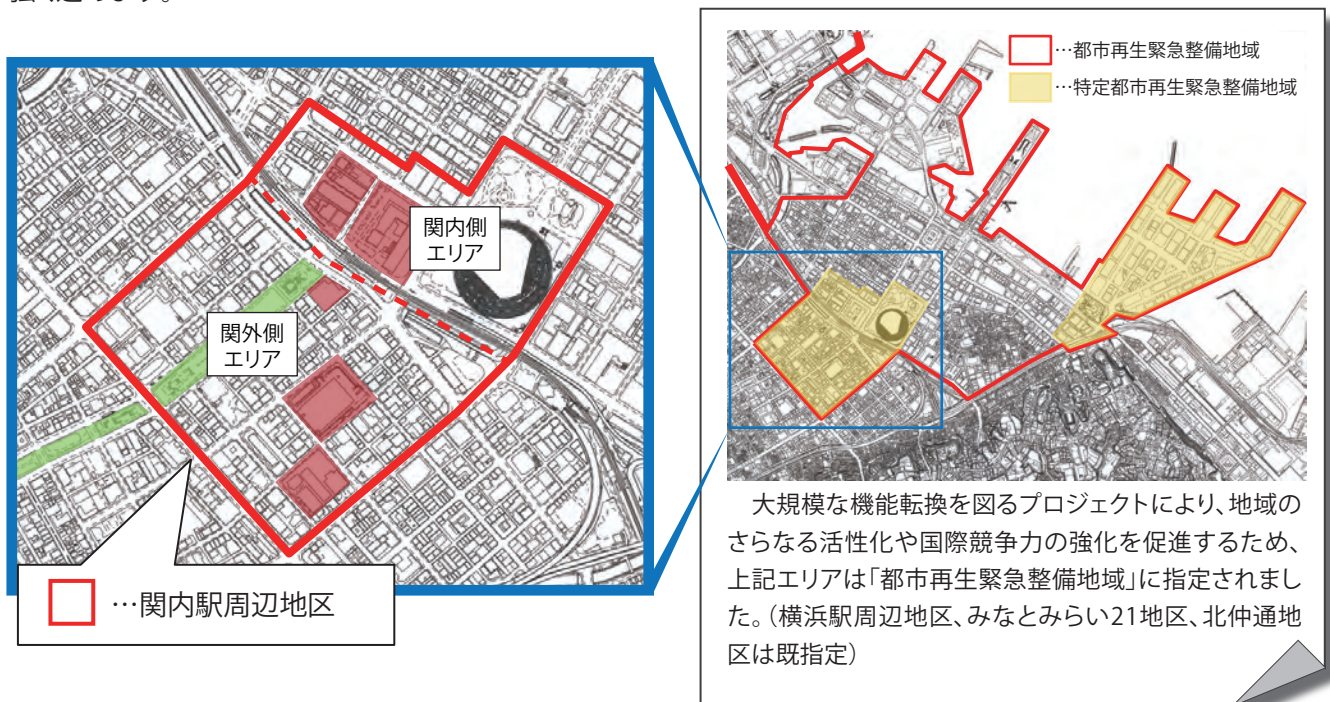 …都市再生緊急整備地域
…特定都市再生緊急整備地域
関内側
エリア
関外側
エリア
…関内駅周辺地区
大規模な機能転換を図るプロジェクトにより、地域の
さらなる活性化や国際競争力の強化を促進するため、
上記エリアは「都市再生緊急整備地域」に指定されまし
た。（横浜駅周辺地区、みなとみらい21地区、北仲通地
区は既指定）